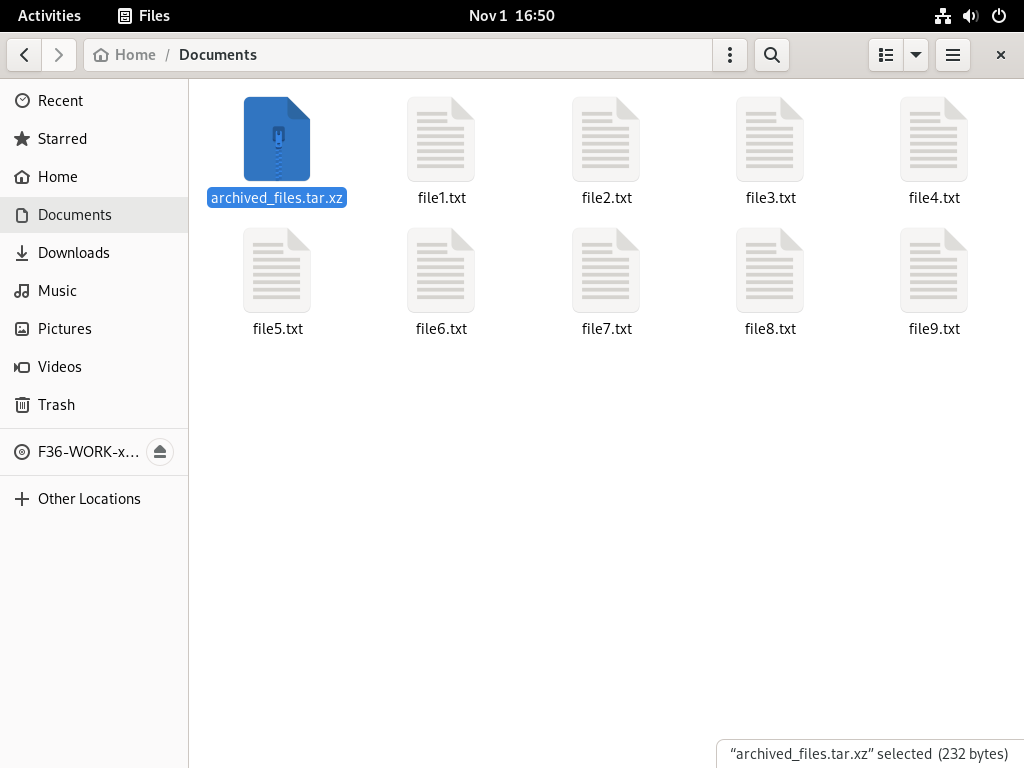 Activities Files Nov 1 16:50
Home / Documents
Recent
Starred
Home
Documents
Downloads
Music
Pictures
Videos
Trash
F36-WORK-x…
Other Locations
archived_files.tar.xz file1.txt file2.txt file3.txt file4.txt
file5.txt file6.txt file7.txt file8.txt file9.txt
“archived_files.tar.xz” selected (232 bytes)